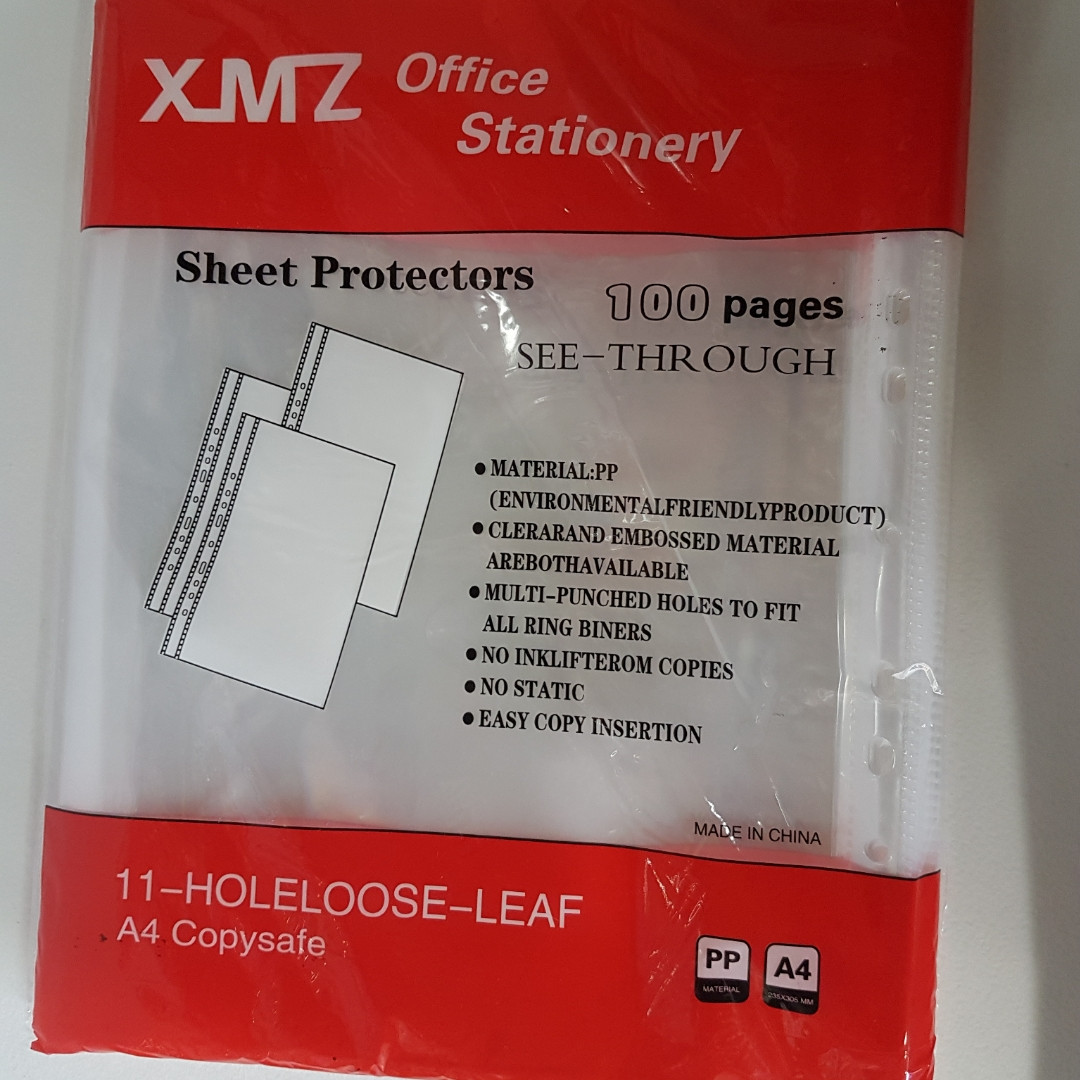 XMZ Office
Stationery
Sheet Protectors
100 pages
SEE-THROUGH
● MATERIAL:PP
(ENVIRONMENTALFRIENDLYPRODUCT)
● CLERARAND EMBOSSED MATERIAL
AREBOTHAVAILABLE
● MULTI-PUNCHED HOLES TO FIT
ALL RING BINERS
● NO INKLIFTEROM COPIES
● NO STATIC
● EASY COPY INSERTION
MADE IN CHINA
11-HOLELOOSE-LEAF
A4 Copysafe
PP
MATERIAL
A4
235X305 MM